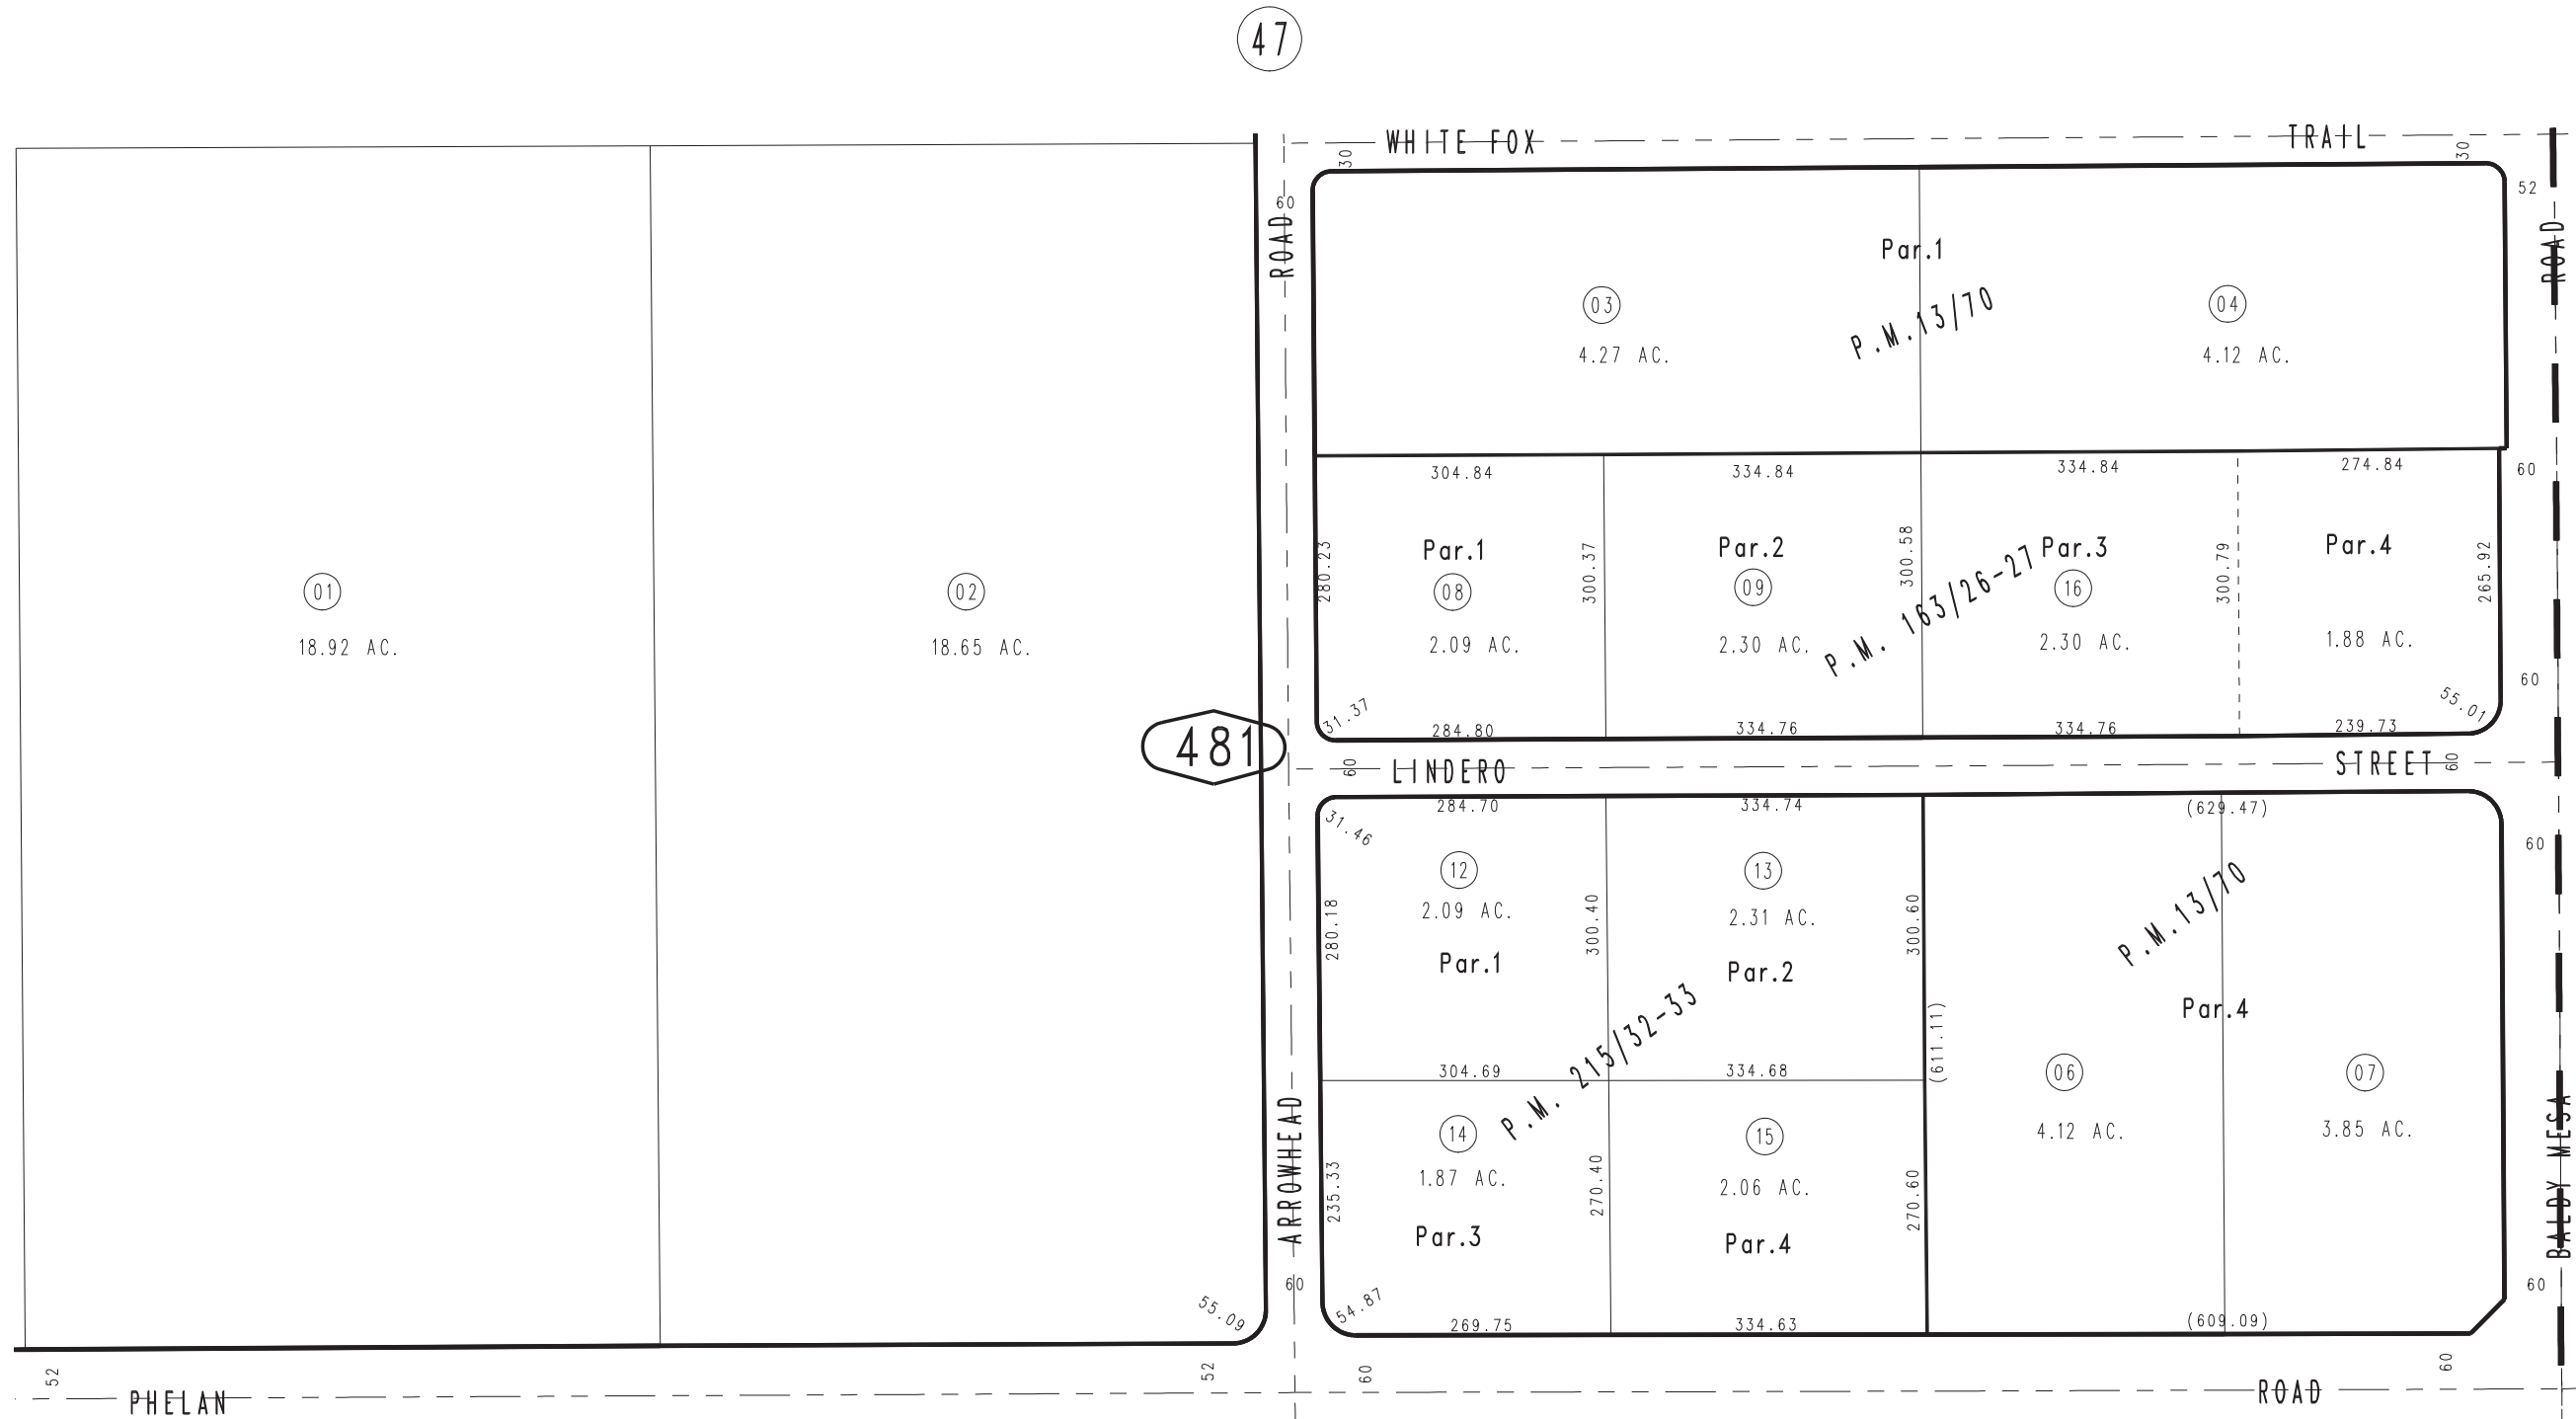 47
WHITE FOX TRAIL
30
30
52
60
ROAD
ROAD
Par.1
03
4.27 AC.
P.M.13/70
04
4.12 AC.
304.84
334.84
334.84
274.84
60
280.23
Par.1
08
2.09 AC.
300.37
Par.2
09
2.30 AC.
300.58
P.M. 163/26-27
Par.3
16
2.30 AC.
300.79
Par.4
1.88 AC.
265.92
60
01
18.92 AC.
02
18.65 AC.
31.37
284.80
334.76
334.76
239.73
55.01
481
60
LINDERO STREET
60
284.70
334.74
(629.47)
31.46
60
12
2.09 AC.
Par.1
280.18
300.40
13
2.31 AC.
Par.2
300.60
P.M.13/70
Par.4
P.M. 215/32-33
(611.11)
304.69
334.68
06
4.12 AC.
07
3.85 AC.
14
1.87 AC.
Par.3
235.33
270.40
15
2.06 AC.
Par.4
270.60
ARROWHEAD
BALDY MESA
60
60
55.09
54.87
269.75
334.63
(609.09)
52
52
60
60
PHELAN ROAD